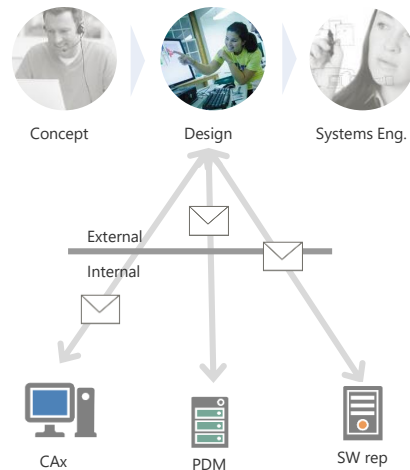 Concept
Design
Systems Eng.
External
Internal
CAx
PDM
SW rep